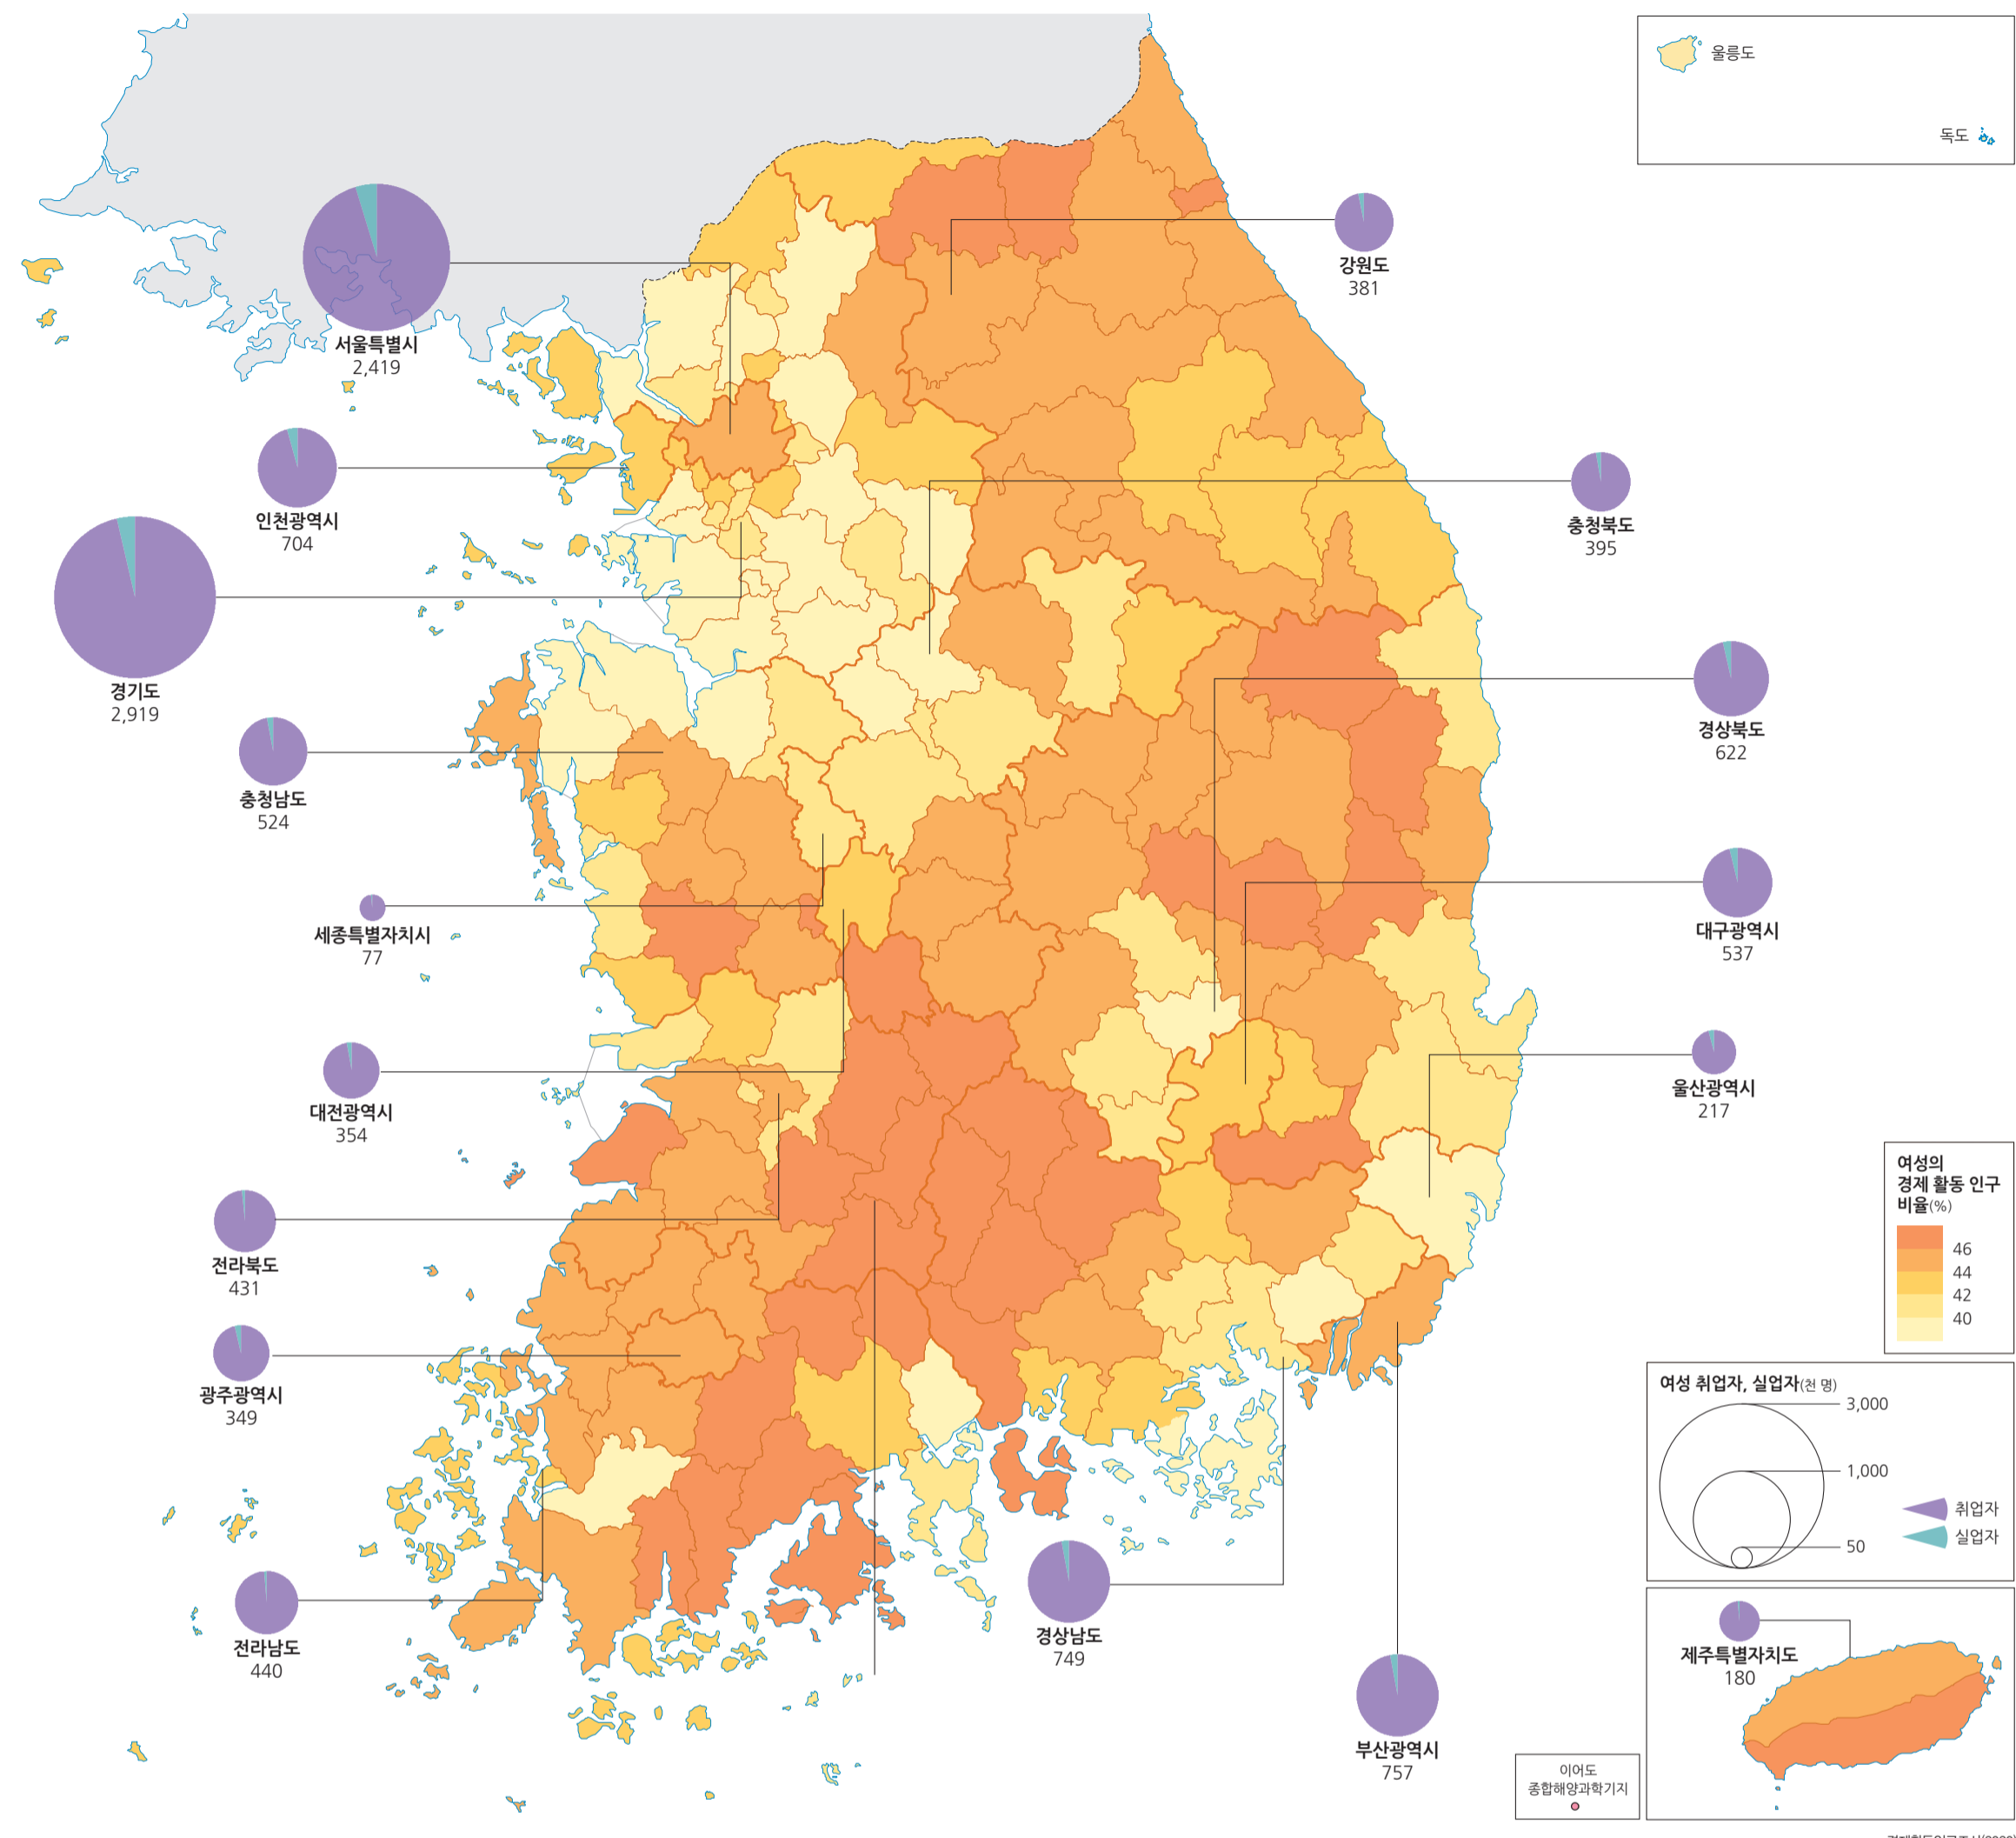 울릉도
독도
서울특별시
2,419
강원도
381
인천광역시
704
충청북도
395
경기도
2,919
경상북도
622
충청남도
524
대구광역시
537
세종특별자치시
77
울산광역시
217
대전광역시
354
전라북도
431
광주광역시
349
전라남도
440
경상남도
749
부산광역시
757
여성의
경제 활동 인구
비율(%)
46
44
42
40
여성 취업자, 실업자(천 명)
3,000
1,000
50
취업자
실업자
제주특별자치도
180
이어도
종합해양과학기지